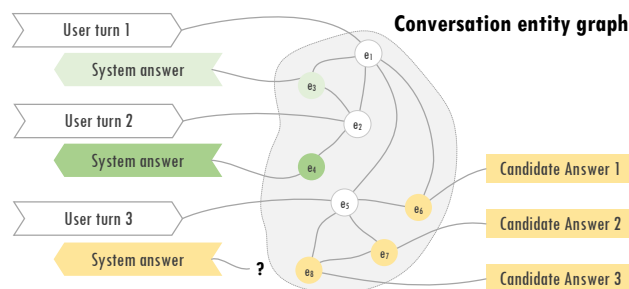 Conversation entity graph
User turn 1
System answer
User turn 2
System answer
User turn 3
System answer
?
e1
e3
e2
e4
e5
e6
e7
e8
Candidate Answer 1
Candidate Answer 2
Candidate Answer 3